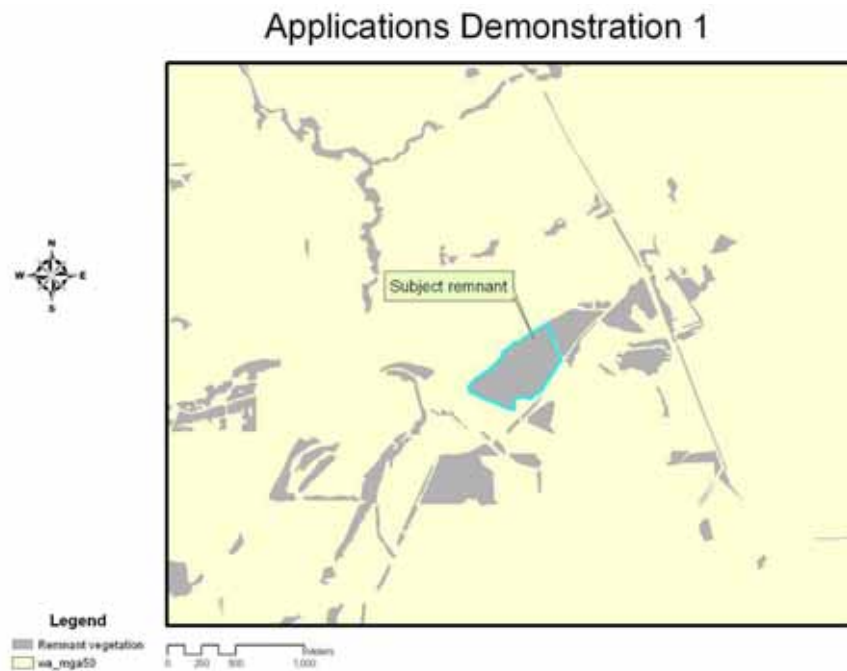 Applications Demonstration 1
N
W E
S
Subject remnant
Legend
Remnant vegetation
wa_mga50
Meters
0 250 500 1,000